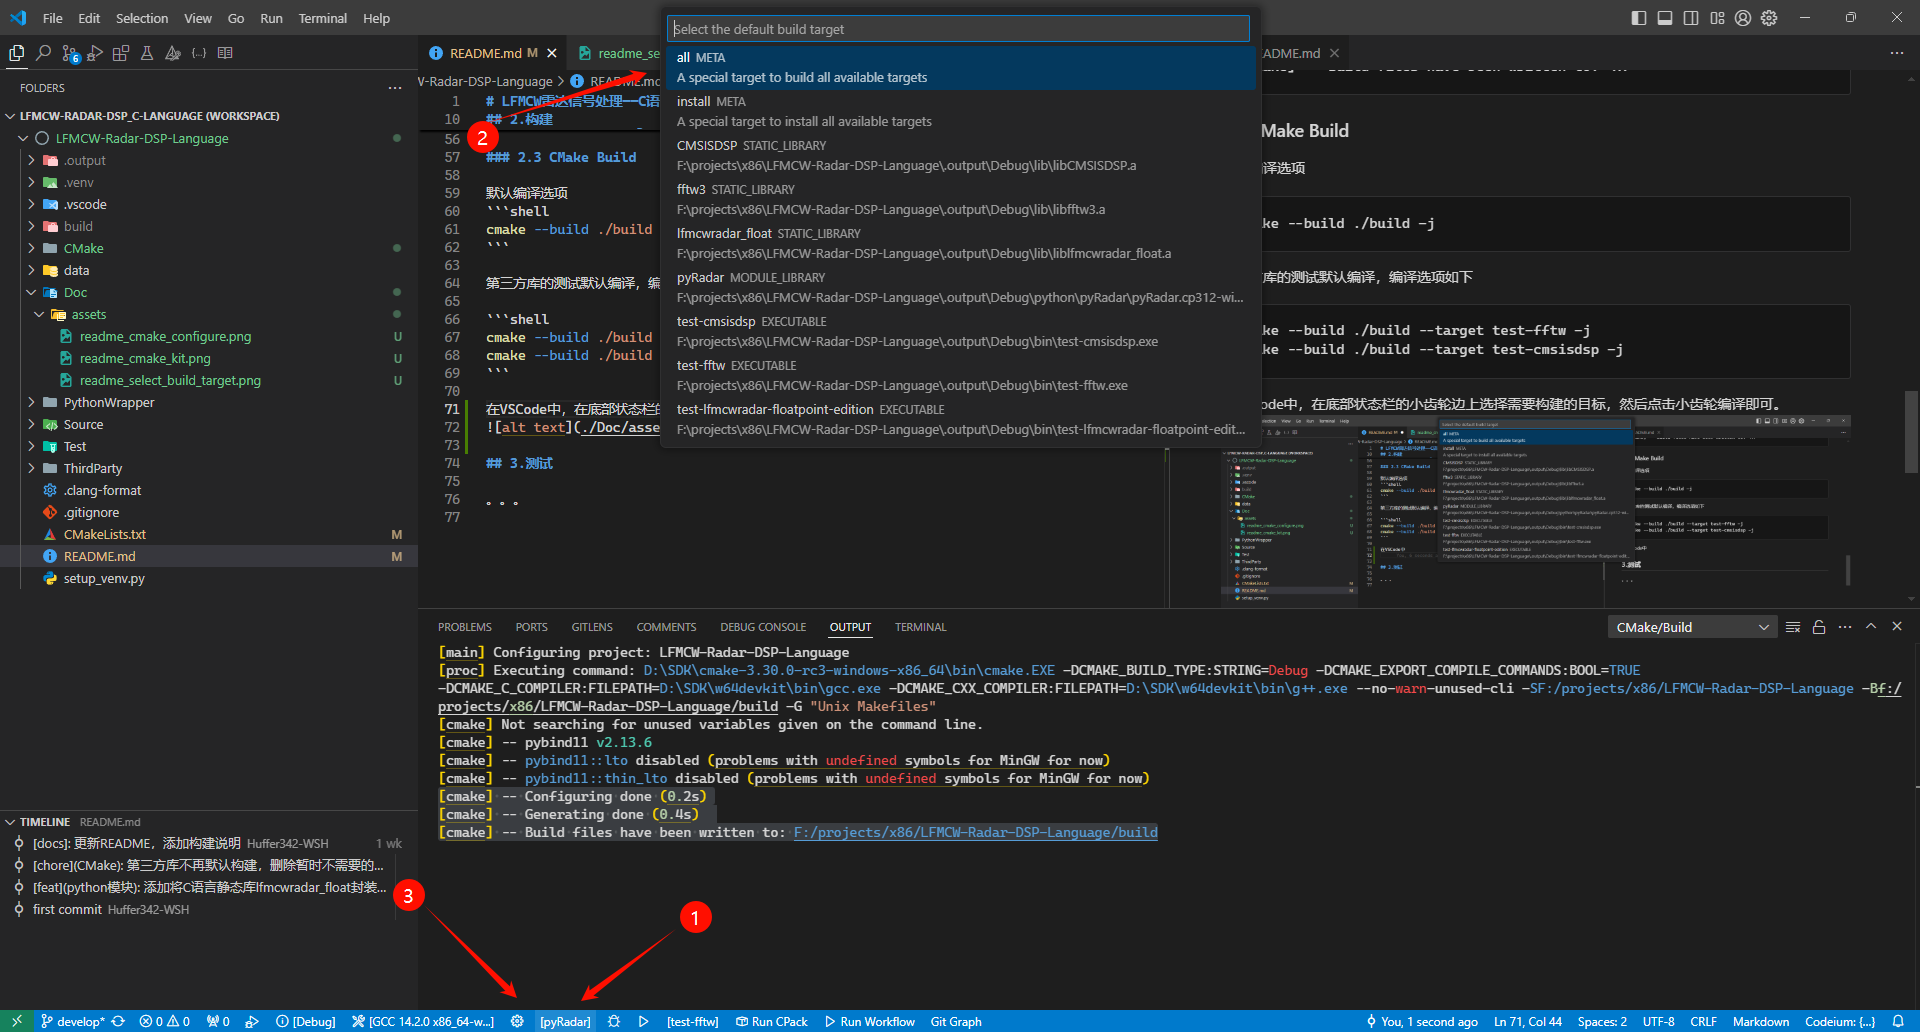 File Edit Selection View Go Run Terminal Help
Select the default build target
all META
A special target to build all available targets
install META
A special target to install all available targets
CMSISDSP STATIC_LIBRARY
F:\projects\x86\LFMCW-Radar-DSP-Language\.output\Debug\lib\libCMSISDSP.a
fftw3 STATIC_LIBRARY
F:\projects\x86\LFMCW-Radar-DSP-Language\.output\Debug\lib\libfftw3.a
lfmcwradar_float STATIC_LIBRARY
F:\projects\x86\LFMCW-Radar-DSP-Language\.output\Debug\lib\liblfmcwradar_float.a
pyRadar MODULE_LIBRARY
F:\projects\x86\LFMCW-Radar-DSP-Language\.output\Debug\python\pyRadar\pyRadar.cp312-wi...
test-cmsisdsp EXECUTABLE
F:\projects\x86\LFMCW-Radar-DSP-Language\.output\Debug\bin\test-cmsisdsp.exe
test-fftw EXECUTABLE
F:\projects\x86\LFMCW-Radar-DSP-Language\.output\Debug\bin\test-fftw.exe
test-lfmcwradar-floatpoint-edition EXECUTABLE
F:\projects\x86\LFMCW-Radar-DSP-Language\.output\Debug\bin\test-lfmcwradar-floatpoint-edit...
6
FOLDERS
LFMCW-RADAR-DSP_C-LANGUAGE (WORKSPACE)
LFMCW-Radar-DSP-Language
.output
.venv
.vscode
build
CMake
data
Doc
assets
readme_cmake_configure.png U
readme_cmake_kit.png U
readme_select_build_target.png U
PythonWrapper
Source
Test
ThirdParty
.clang-format
.gitignore
CMakeLists.txt M
README.md M
setup_venv.py
TIMELINE README.md
[docs]: 更新README，添加构建说明 Huffer342-WSH 1 wk
[chore](CMake): 第三方库不再默认构建，删除暂时不需要的...
[feat](python模块): 添加将C语言静态库lfmcwradar_float封装...
first commit Huffer342-WSH
README.md M
readme_se
W-Radar-DSP-Language > README.md
1 # LFMCW雷达信号处理——C语
10 ## 2.构建
56
57 ### 2.3 CMake Build
58
59 默认编译选项
60 ```shell
61 cmake --build ./build
62 ```
63
64 第三方库的测试默认编译，编
65
66 ```shell
67 cmake --build ./build
68 cmake --build ./build
69 ```
70
71 在VSCode中，在底部状态栏的
72 ![alt text](./Doc/asse
73
74 ## 3.测试
75
76 。。。
77
2
ADME.md
Make Build
译选项
ke --build ./build -j
库的测试默认编译，编译选项如下
ke --build ./build --target test-fftw -j
ke --build ./build --target test-cmsisdsp -j
ode中，在底部状态栏的小齿轮边上选择需要构建的目标，然后点击小齿轮编译即可。
PROBLEMS PORTS GITLENS COMMENTS DEBUG CONSOLE OUTPUT TERMINAL
CMake/Build
[main] Configuring project: LFMCW-Radar-DSP-Language
[proc] Executing command: D:\SDK\cmake-3.30.0-rc3-windows-x86_64\bin\cmake.EXE -DCMAKE_BUILD_TYPE:STRING=Debug -DCMAKE_EXPORT_COMPILE_COMMANDS:BOOL=TRUE
-DCMAKE_C_COMPILER:FILEPATH=D:\SDK\w64devkit\bin\gcc.exe -DCMAKE_CXX_COMPILER:FILEPATH=D:\SDK\w64devkit\bin\g++.exe --no-warn-unused-cli -SF:/projects/x86/LFMCW-Radar-DSP-Language -Bf:/
projects/x86/LFMCW-Radar-DSP-Language/build -G "Unix Makefiles"
[cmake] Not searching for unused variables given on the command line.
[cmake] -- pybind11 v2.13.6
[cmake] -- pybind11::lto disabled (problems with undefined symbols for MinGW for now)
[cmake] -- pybind11::thin_lto disabled (problems with undefined symbols for MinGW for now)
[cmake] -- Configuring done (0.2s)
[cmake] -- Generating done (0.4s)
[cmake] -- Build files have been written to: F:/projects/x86/LFMCW-Radar-DSP-Language/build
3
1
develop* 0 0 0 [Debug] [GCC 14.2.0 x86_64-w...] [pyRadar] [test-fftw] Run CPack Run Workflow Git Graph
You, 1 second ago Ln 71, Col 44 Spaces: 2 UTF-8 CRLF Markdown Codeium: {...}